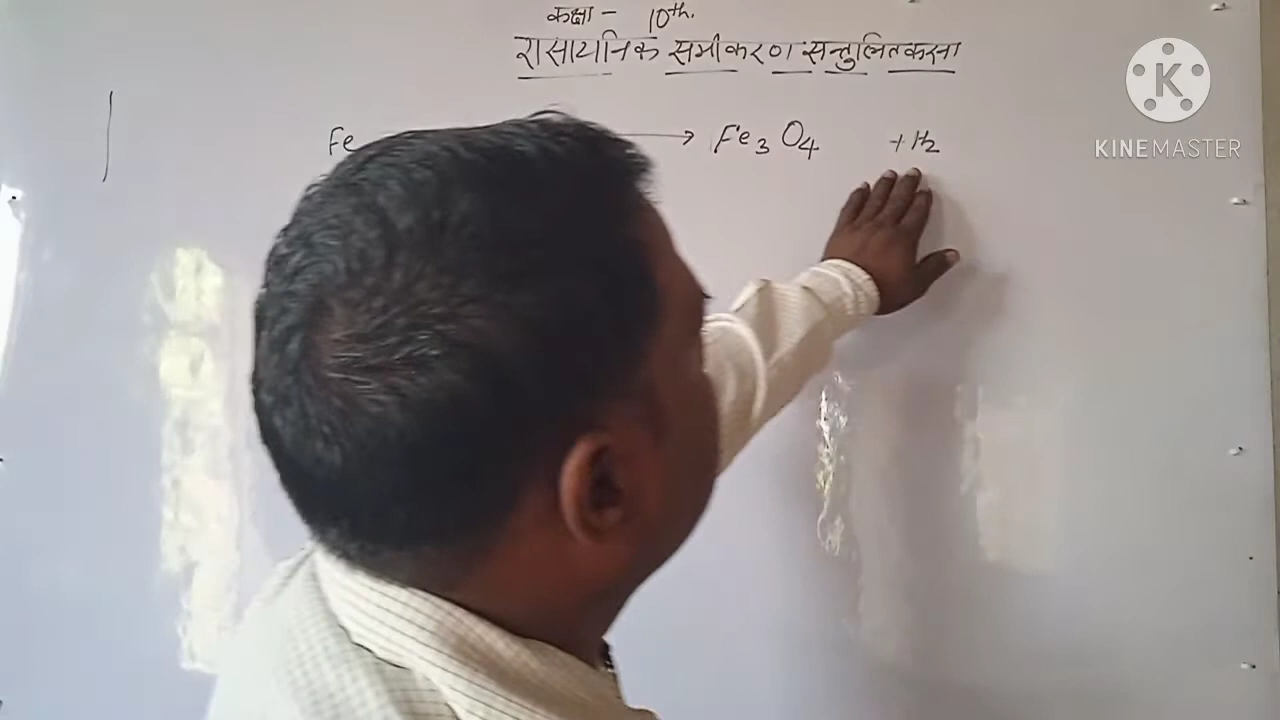 कक्षा - 10th.
रासायनिक समीकरण सन्तुलित करना
Fe → Fe3O4 + H2
K
KINEMASTER